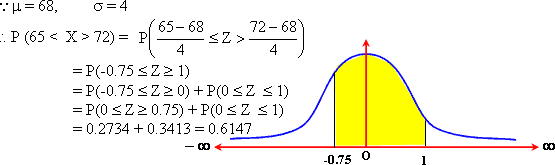 ∵ μ = 68, σ = 4
∴ P (65 < X > 72) = P(65−68/4 ≤ Z > 72−68/4)
= P(-0.75 ≤ Z ≥ 1)
= P(-0.75 ≤ Z ≥ 0) + P(0 ≤ Z ≤ 1)
= P(0 ≤ Z ≥ 0.75) + P(0 ≤ Z ≤ 1)
= 0.2734 + 0.3413 = 0.6147
−∞ -0.75 0 1 ∞